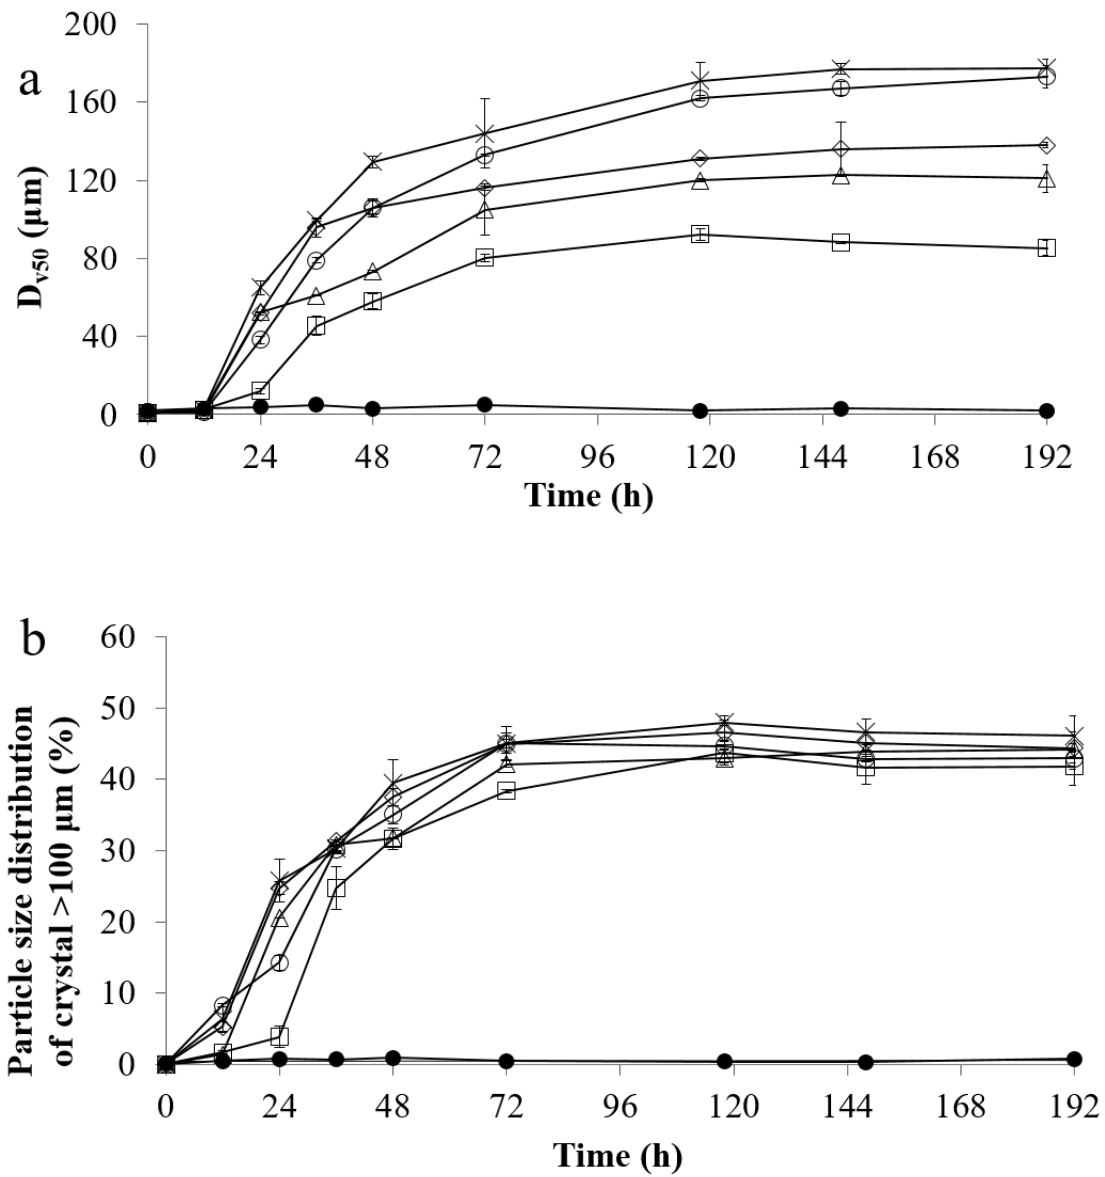 a
200
160
120
80
40
0
Dv50 (μm)
0 24 48 72 96 120 144 168 192
Time (h)
b
60
50
40
30
20
10
0
Particle size distribution
of crystal >100 μm (%)
0 24 48 72 96 120 144 168 192
Time (h)